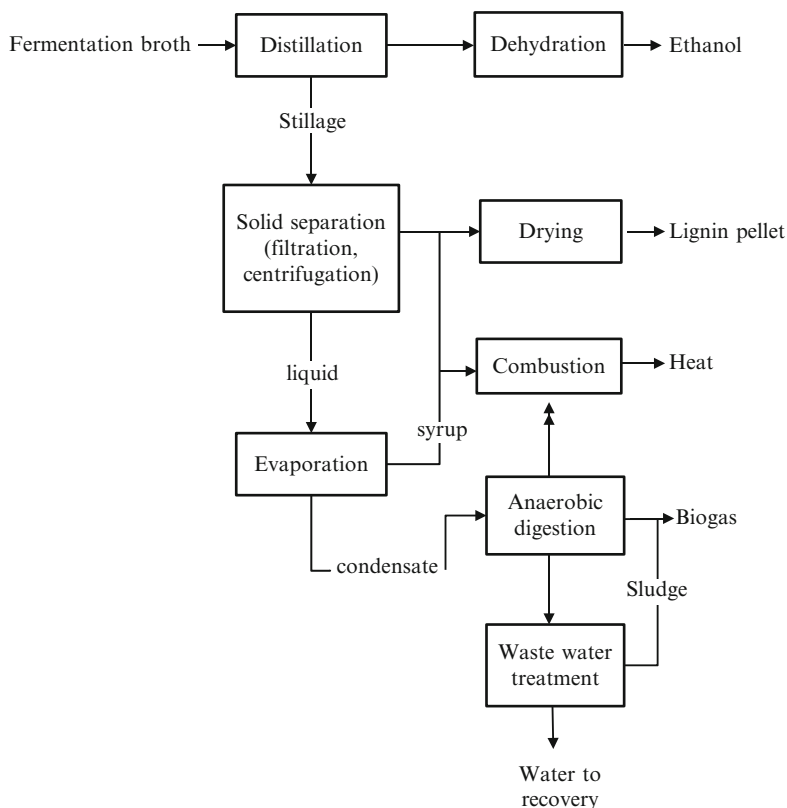 Fermentation broth
Distillation
Dehydration
Ethanol
Stillage
Solid separation
(filtration,
centrifugation)
Drying
Lignin pellet
liquid
Combustion
Heat
syrup
Evaporation
Anaerobic
digestion
Biogas
condensate
Sludge
Waste water
treatment
Water to
recovery